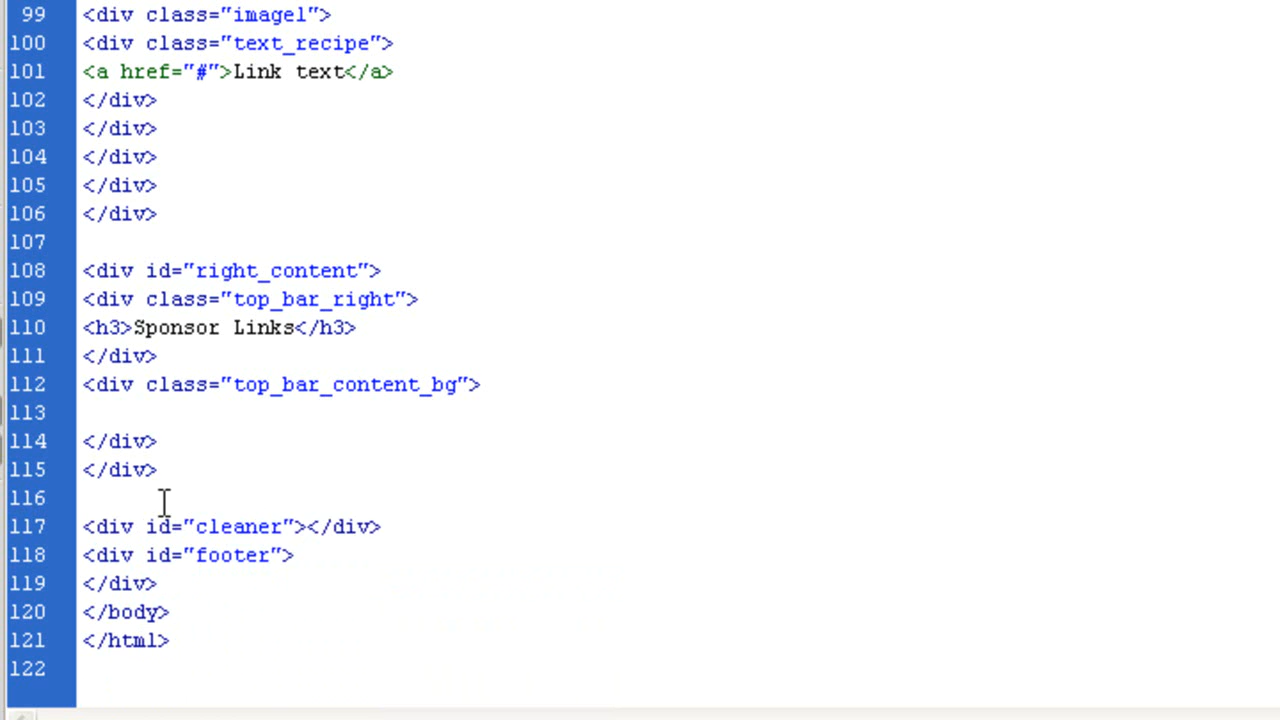 99 <div class="image1">
100 <div class="text_recipe">
101 <a href="#">Link text</a>
102 </div>
103 </div>
104 </div>
105 </div>
106 </div>
107
108 <div id="right_content">
109 <div class="top_bar_right">
110 <h3>Sponsor Links</h3>
111 </div>
112 <div class="top_bar_content_bg">
113
114 </div>
115 </div>
116
117 <div id="cleaner"></div>
118 <div id="footer">
119 </div>
120 </body>
121 </html>
122